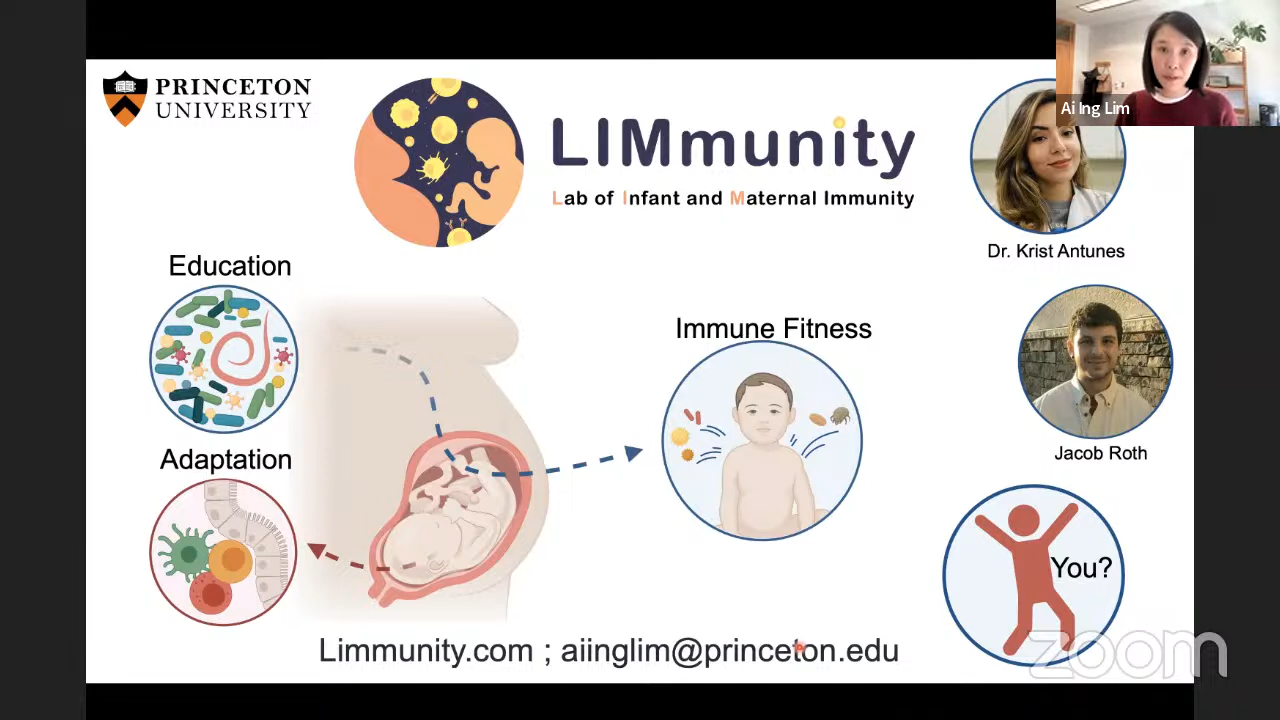 PRINCETON
UNIVERSITY
LIMmunity
Lab of Infant and Maternal Immunity
Ai Ing Lim
Dr. Krist Antunes
Education
Immune Fitness
Adaptation
Jacob Roth
You?
Limmunity.com ; aiinglim@princeton.edu
zoom